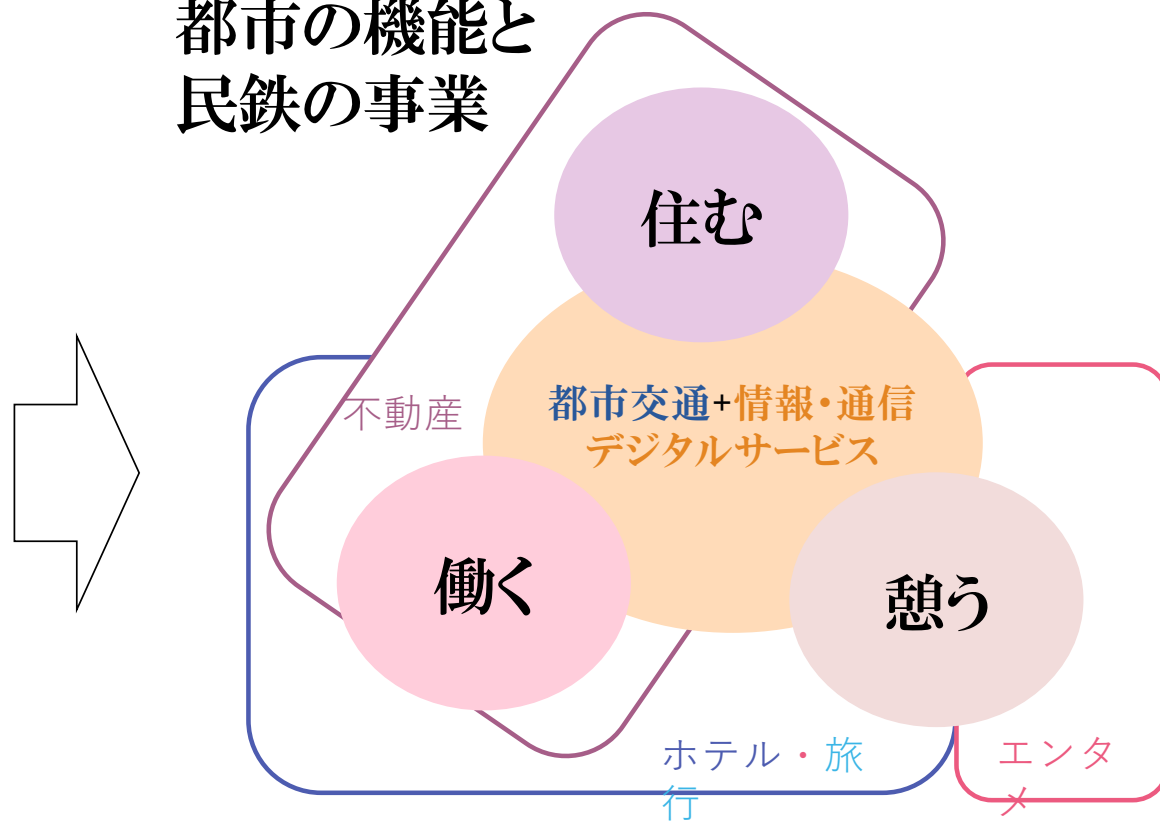 都市の機能と
民鉄の事業
住む
都市交通+情報・通信
デジタルサービス
不動産
働く
憩う
ホテル・旅
行
エンタ
メ